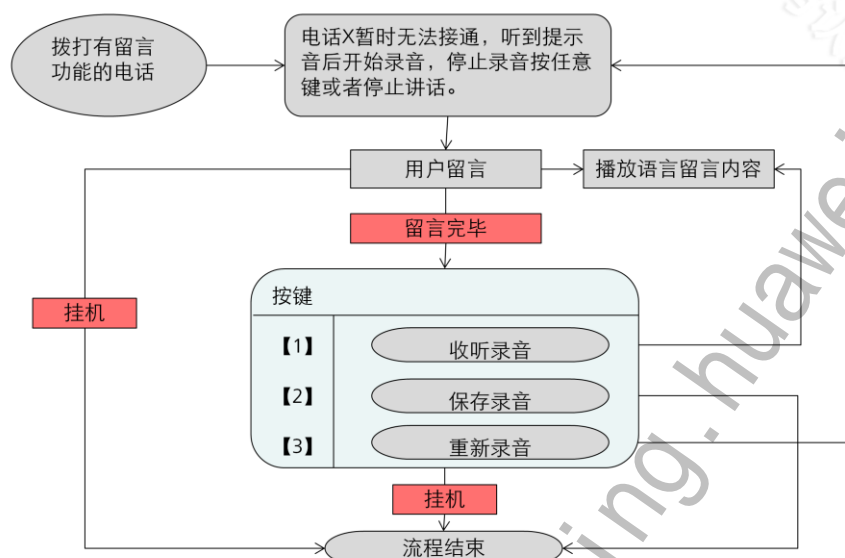 拨打有留言
功能的电话
电话X暂时无法接通，听到提示
音后开始录音，停止录音按任意
键或者停止讲话。
用户留言
播放语言留言内容
留言完毕
挂机
按键
【1】
收听录音
【2】
保存录音
【3】
重新录音
挂机
流程结束
ing.huawei